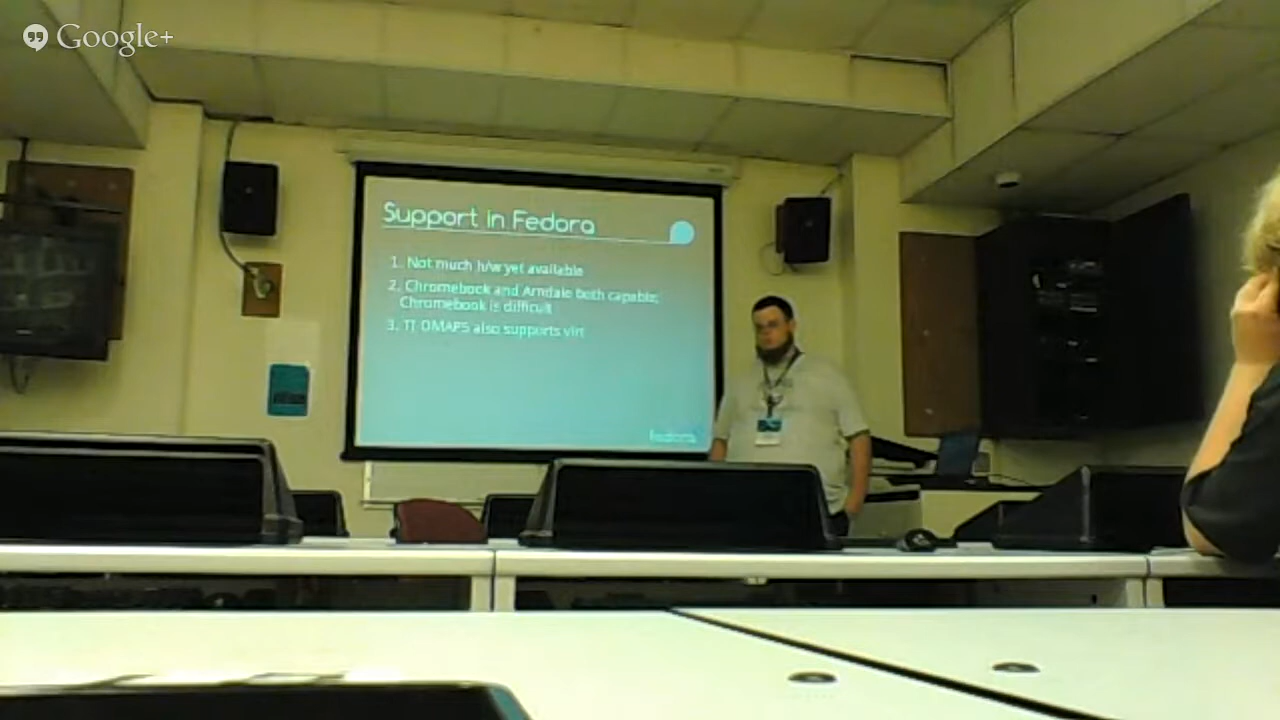 Google+
Support in Fedora
1. Not much h/w yet available
2. Chromebook and Arndale both capable;
Chromebook is difficult
3. TI OMAP5 also supports virt
fedora